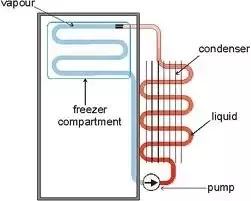 vapour
condenser
freezer
compartment
liquid
pump